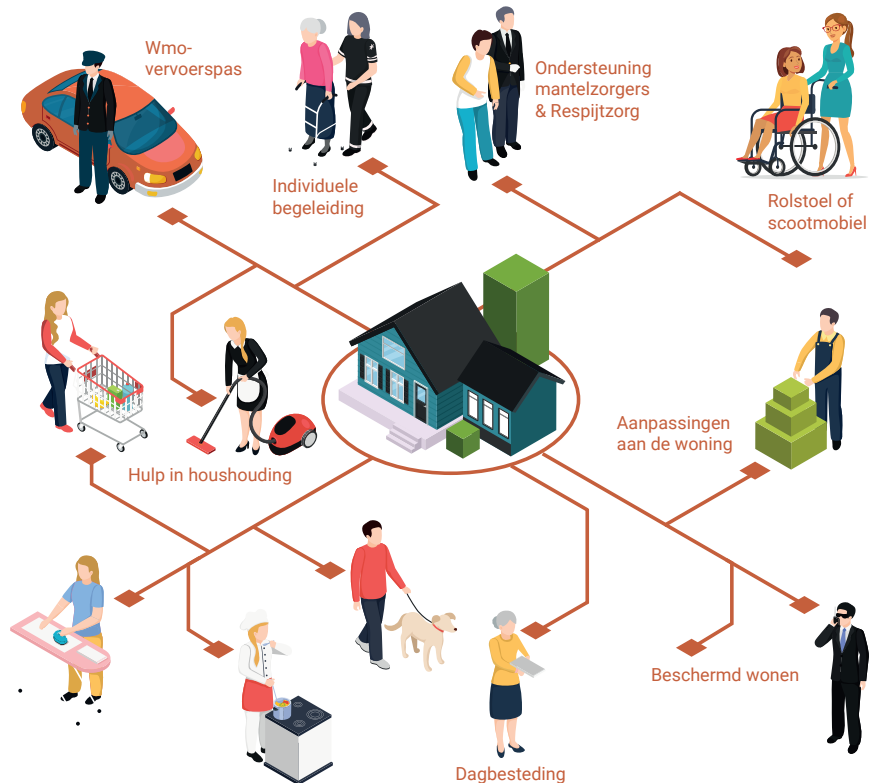 Wmo-
vervoerspas
Individuele
begeleiding
Ondersteuning
mantelzorgers
& Respijtzorg
Rolstoel of
scootmobiel
Hulp in houshouding
Aanpassingen
aan de woning
Beschermd wonen
Dagbesteding